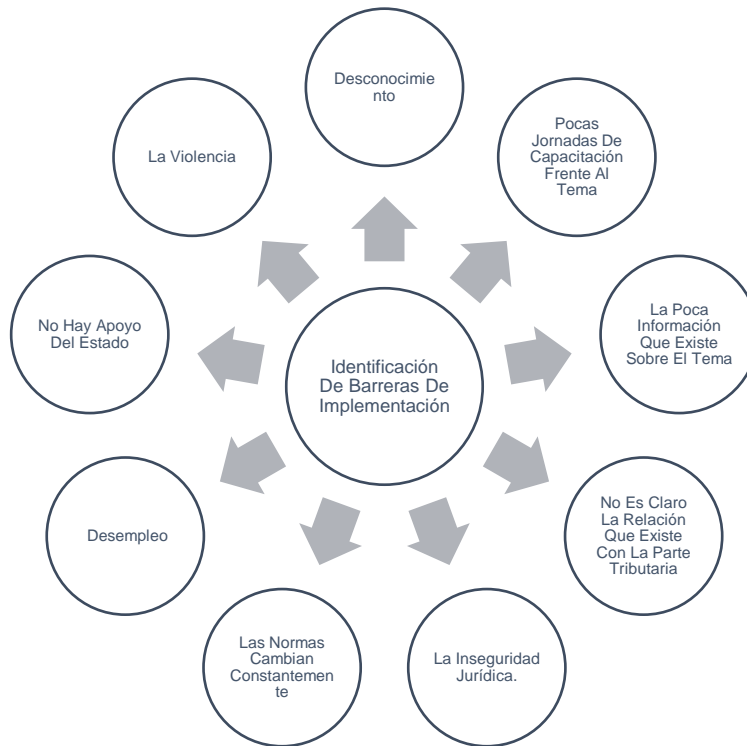 Desconocimie
nto
Pocas
Jornadas De
Capacitación
Frente Al
Tema
La Poca
Información
Que Existe
Sobre El Tema
No Es Claro
La Relación
Que Existe
Con La Parte
Tributaria
La Inseguridad
Jurídica.
Las Normas
Cambian
Constantemen
te
Desempleo
No Hay Apoyo
Del Estado
La Violencia
Identificación
De Barreras De
Implementación